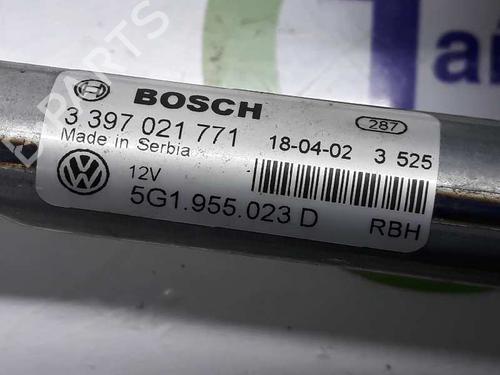 BOSCH
287
3 397 021 771
18-04-02 3 525
Made in Serbia
12V
5G1.955.023 D
RBH
PARTS